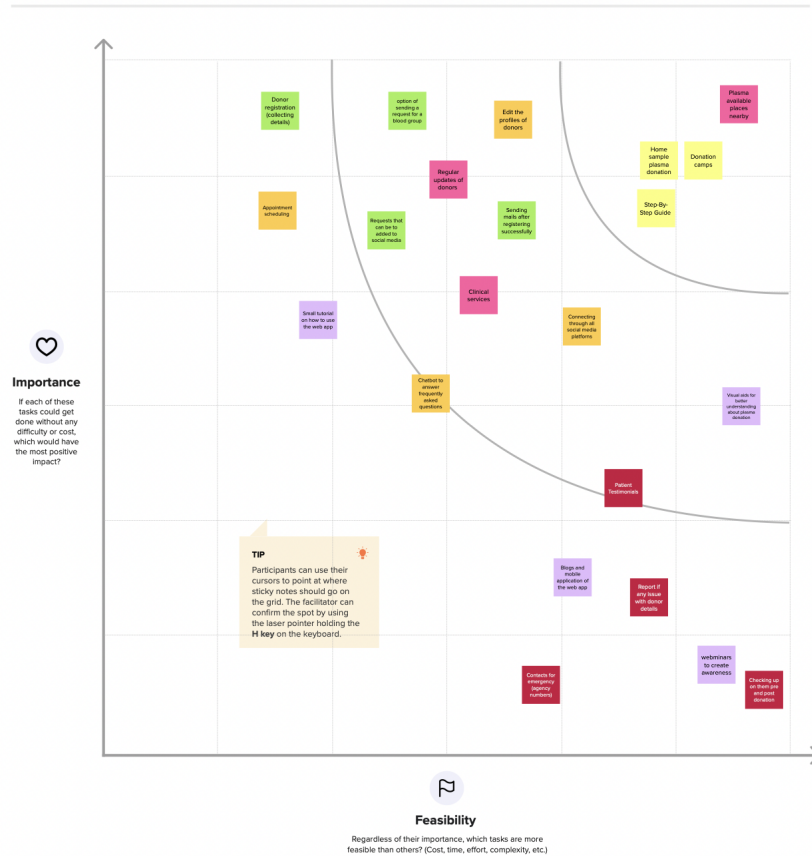 Donor
registration
(collecting
details)
option of
sending a
request for a
blood group
Edit the
profiles of
donors
Plasma
available
places
nearby
Home
sample
plasma
donation
Donation
camps
Regular
updates of
donors
Appointment
scheduling
Requests that
can be to
added to
social media
Sending
mails after
registering
successfully
Step-By-
Step Guide
Clinical
services
Small tutorial
on how to use
the web app
Connecting
through all
social media
platforms
Importance
If each of these
tasks could get
done without any
difficulty or cost,
which would have
the most positive
impact?
Chatbot to
answer
frequently
asked
questions
Visual aids for
better
understanding
about plasma
donation
Patient
Testimonials
TIP
Participants can use their
cursors to point at where
sticky notes should go on
the grid. The facilitator can
confirm the spot by using
the laser pointer holding the
H key on the keyboard.
Blogs and
mobile
application of
the web app
Report if
any issue
with donor
details
webminars
to create
awareness
Contests for
emergency
(agency
numbers)
Checking up
on them pre
and post
donation
Feasibility
Regardless of their importance, which tasks are more
feasible than others? (Cost, time, effort, complexity, etc.)